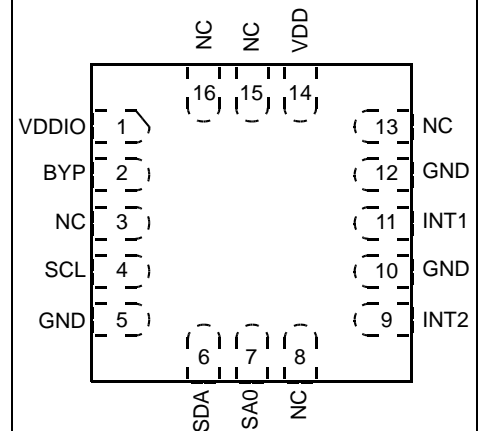 NC NC VDD
16 15 14
VDDIO 1 13 NC
BYP 2 12 GND
NC 3 11 INT1
SCL 4 10 GND
GND 5 9 INT2
6 7 8
SDA SA0 NC